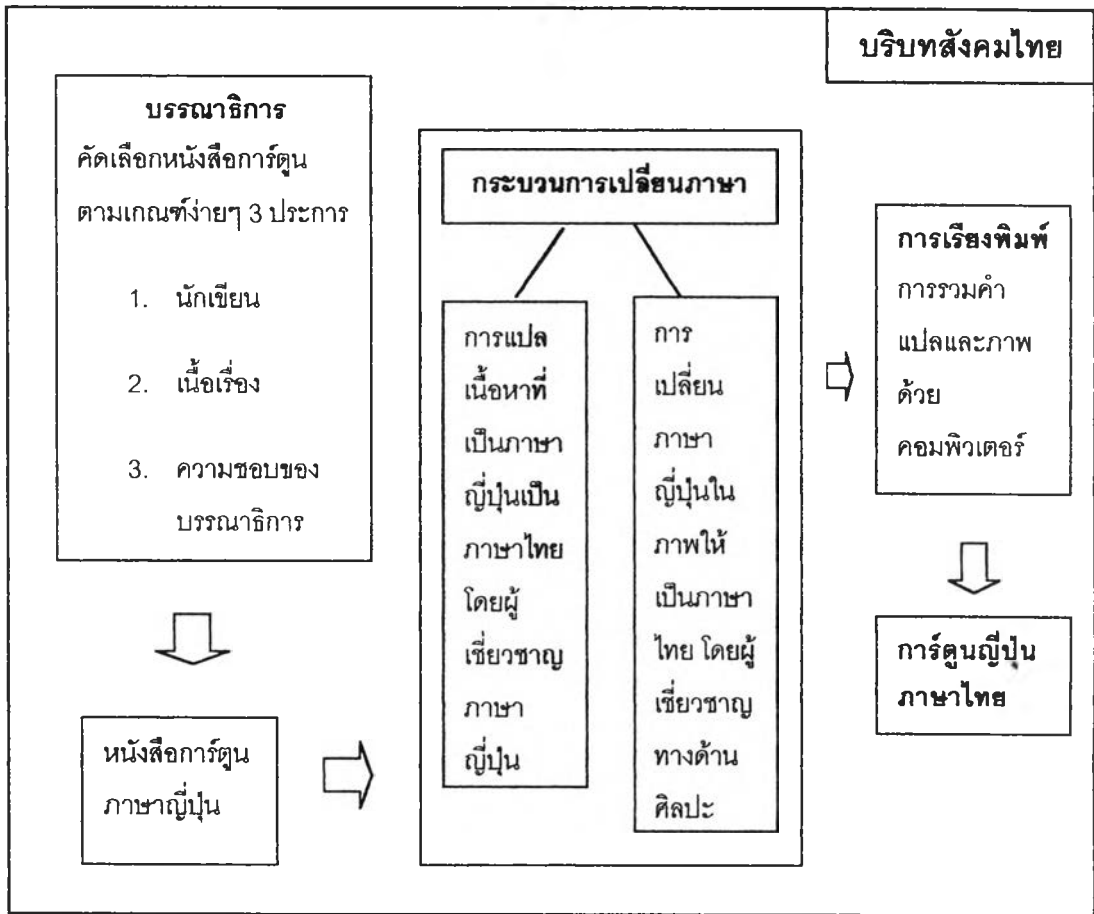 บริบทสังคมไทย
บรรณาธิการ
คัดเลือกหนังสือการ์ตูน
ตามเกณฑ์ง่ายๆ 3 ประการ
1. นักเขียน
2. เนื้อเรื่อง
3. ความชอบของ
บรรณาธิการ
หนังสือการ์ตูน
ภาษาญี่ปุ่น
กระบวนการเปลี่ยนภาษา
การแปล
เนื้อหาที่
เป็นภาษา
ญี่ปุ่นเป็น
ภาษาไทย
โดยผู้
เชี่ยวชาญ
ภาษา
ญี่ปุ่น
การ
เปลี่ยน
ภาษา
ญี่ปุ่นใน
ภาพให้
เป็นภาษา
ไทย โดยผู้
เชี่ยวชาญ
ทางด้าน
ศิลปะ
การเรียงพิมพ์
การรวมคำ
แปลและภาพ
ด้วย
คอมพิวเตอร์
การ์ตูนญี่ปุ่น
ภาษาไทย